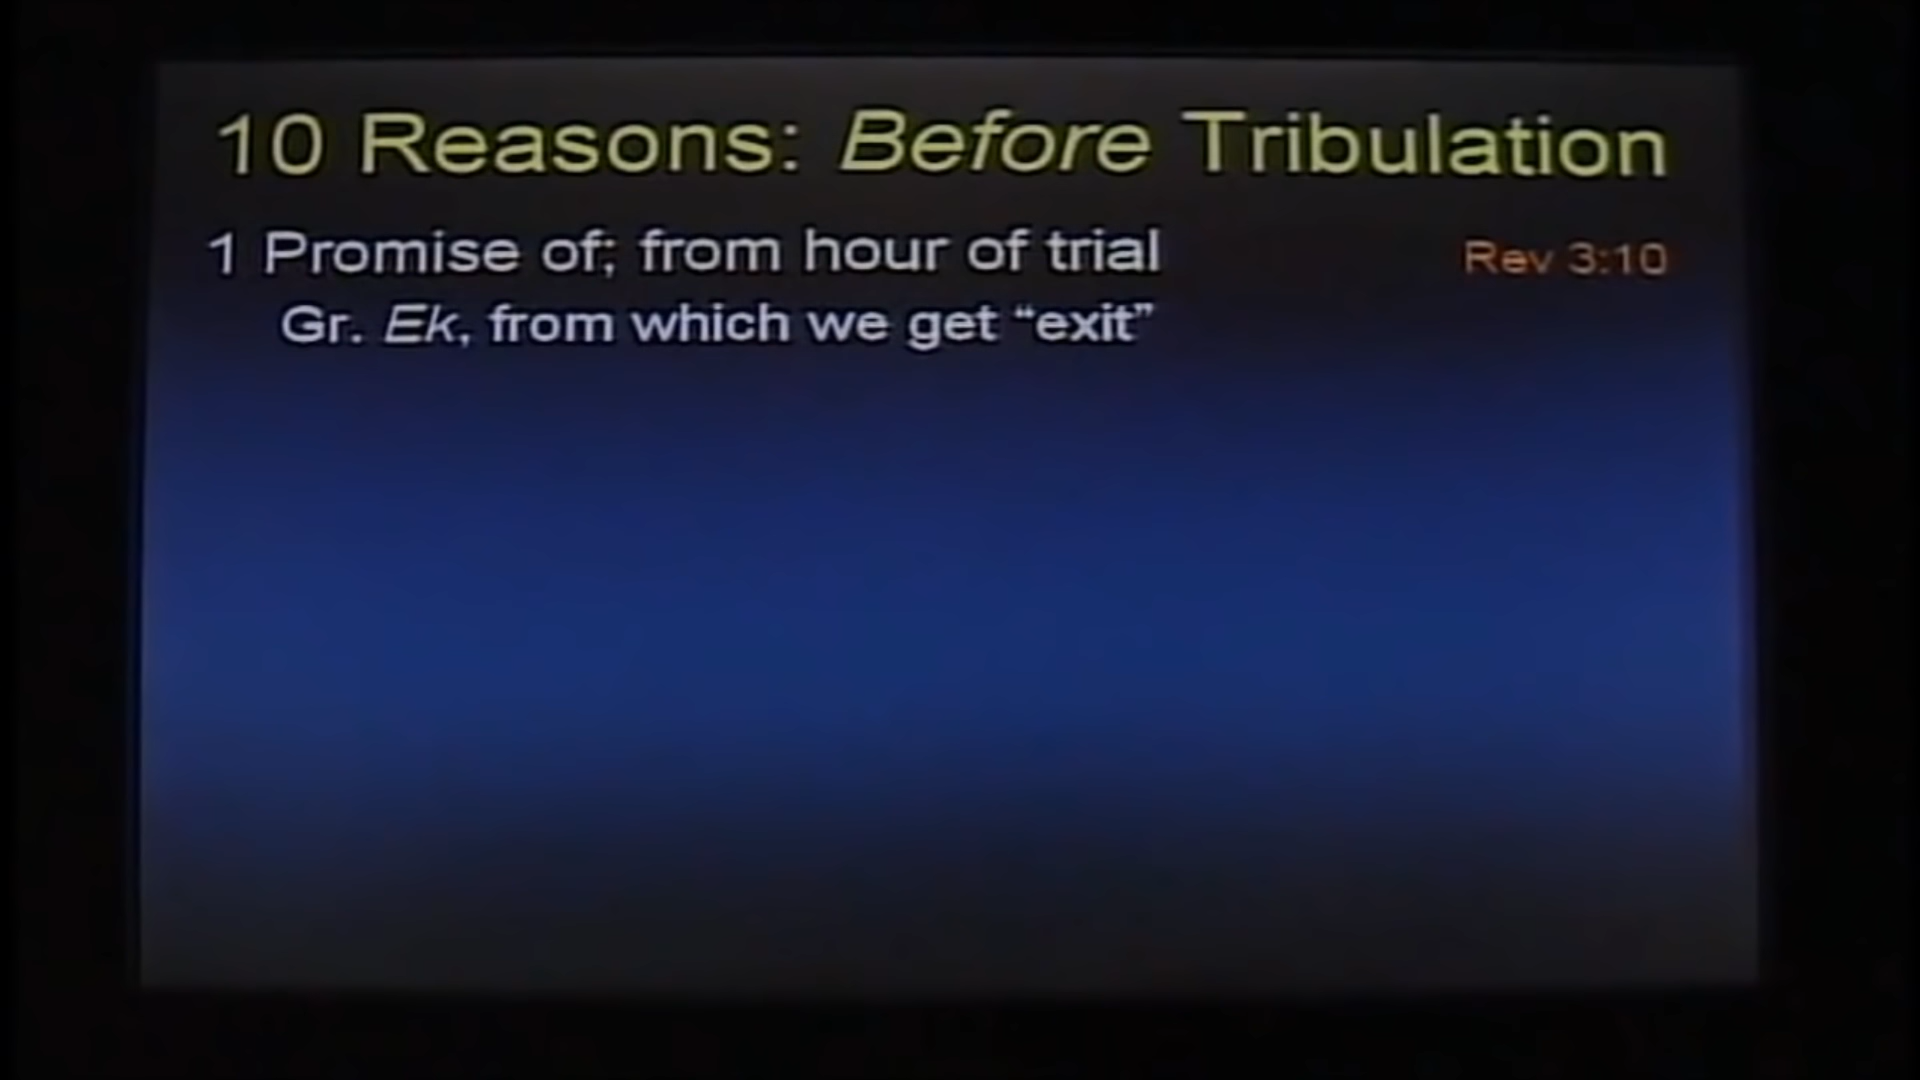 10 Reasons: Before Tribulation
1 Promise of; from hour of trial Rev 3:10
Gr. Ek, from which we get “exit”